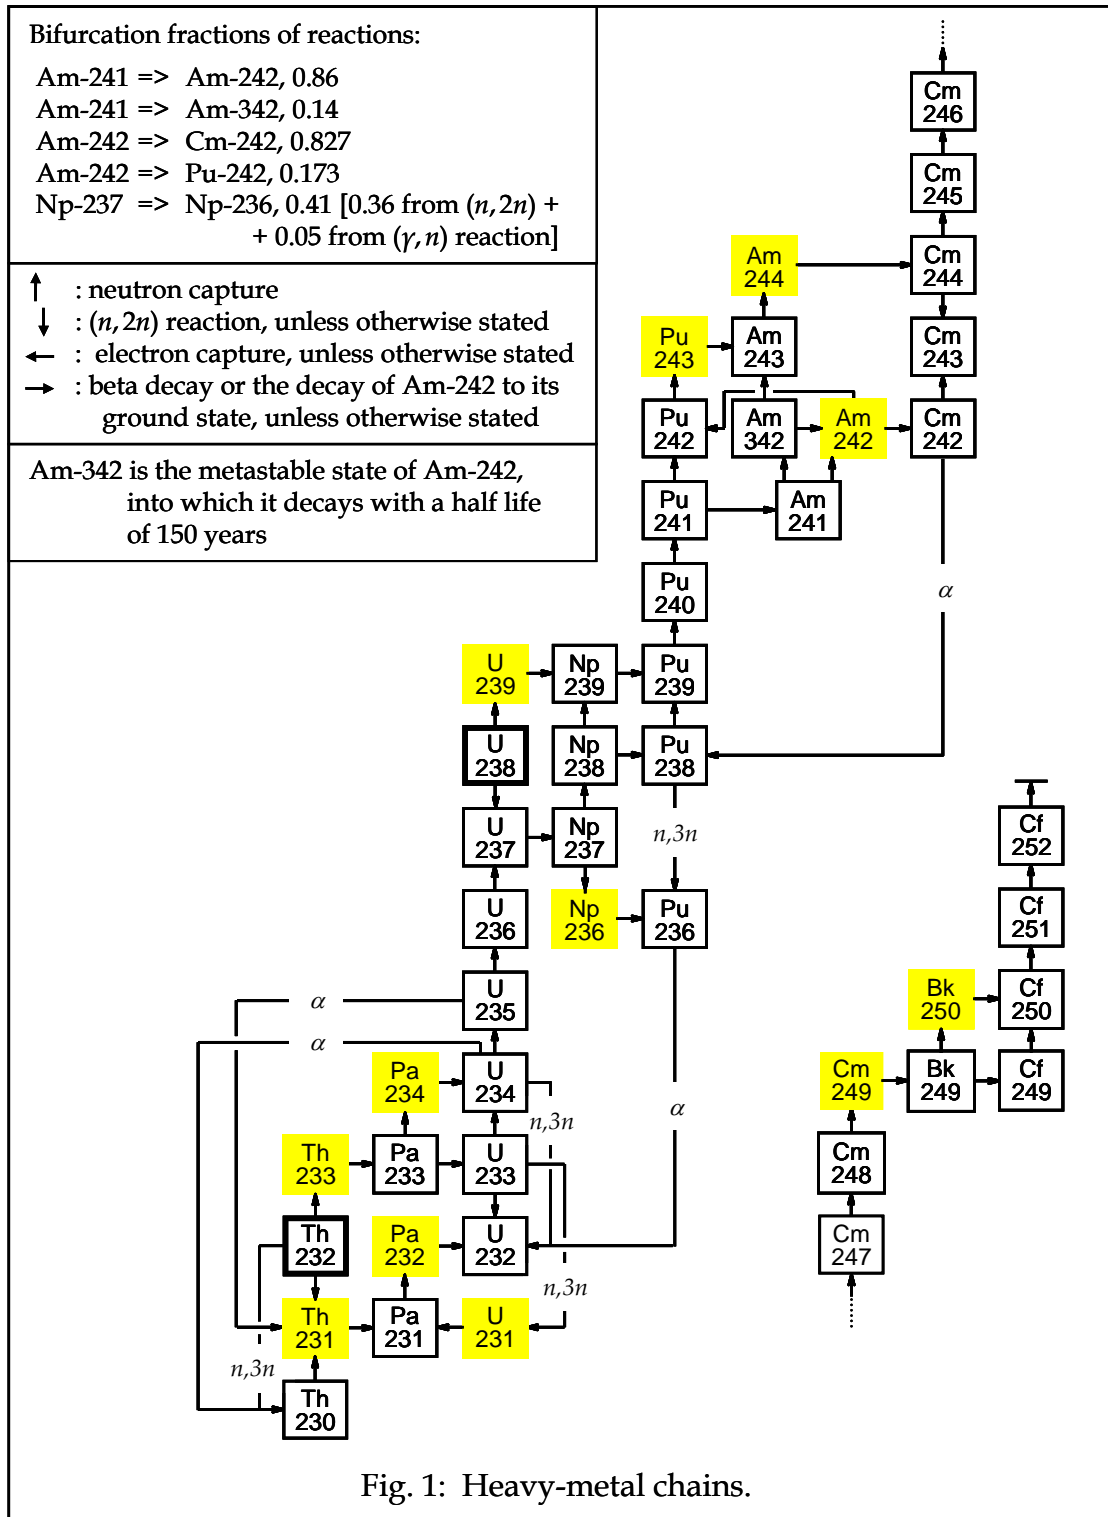 Bifurcation fractions of reactions:
Am-241 => Am-242, 0.86
Am-241 => Am-342, 0.14
Am-242 => Cm-242, 0.827
Am-242 => Pu-242, 0.173
Np-237 => Np-236, 0.41 [0.36 from (n, 2n) +
+ 0.05 from (γ, n) reaction]
↑ : neutron capture
↓ : (n, 2n) reaction, unless otherwise stated
← : electron capture, unless otherwise stated
→ : beta decay or the decay of Am-242 to its
ground state, unless otherwise stated
Am-342 is the metastable state of Am-242,
into which it decays with a half life
of 150 years
Cm
246
Cm
245
Am
244
Cm
244
Pu
243
Am
243
Cm
243
Pu
242
Am
342
Am
242
Cm
242
Pu
241
Am
241
Pu
240
α
U
239
Np
239
Pu
239
U
238
Np
238
Pu
238
U
237
Np
237
n,3n
Cf
252
U
236
Np
236
Pu
236
Cf
251
α
U
235
Bk
250
Cf
250
α
Pa
234
U
234
Cm
249
Bk
249
Cf
249
n,3n
α
Th
233
Pa
233
U
233
Cm
248
Th
232
Pa
232
U
232
Cm
247
n,3n
Th
231
Pa
231
U
231
n,3n
Th
230
Fig. 1: Heavy-metal chains.